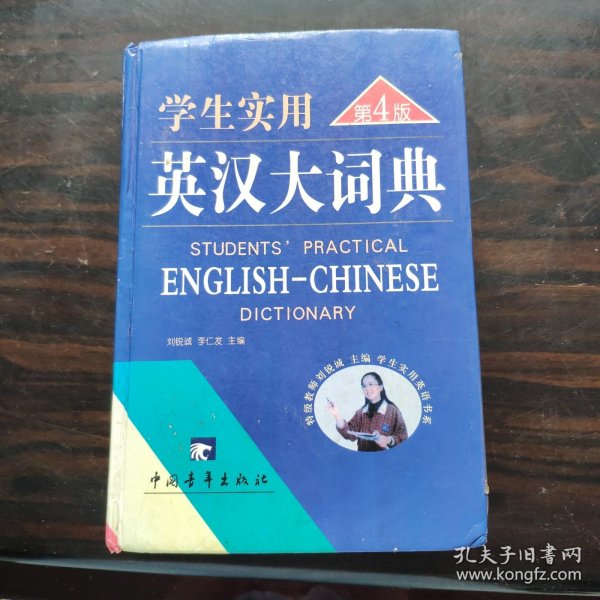 学生实用
第4版
英汉大词典
STUDENTS' PRACTICAL
ENGLISH-CHINESE
DICTIONARY
刘锐诚 李仁发 主编
特级教师刘锐诚 主编 学生实用英语书系
中国青年出版社
孔夫子旧书网
www.kongfz.com